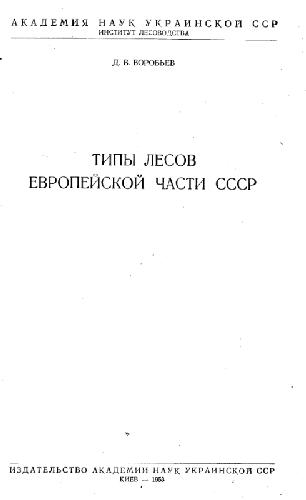 АКАДЕМИЯ НАУК УКРАИНСКОЙ ССР
ИНСТИТУТ ЛЕСОВОДСТВА
Д. В. ВОРОБЬЕВ
ТИПЫ ЛЕСОВ
ЕВРОПЕЙСКОЙ ЧАСТИ СССР
ИЗДАТЕЛЬСТВО АКАДЕМИИ НАУК УКРАИНСКОЙ ССР
КИЕВ — 1953